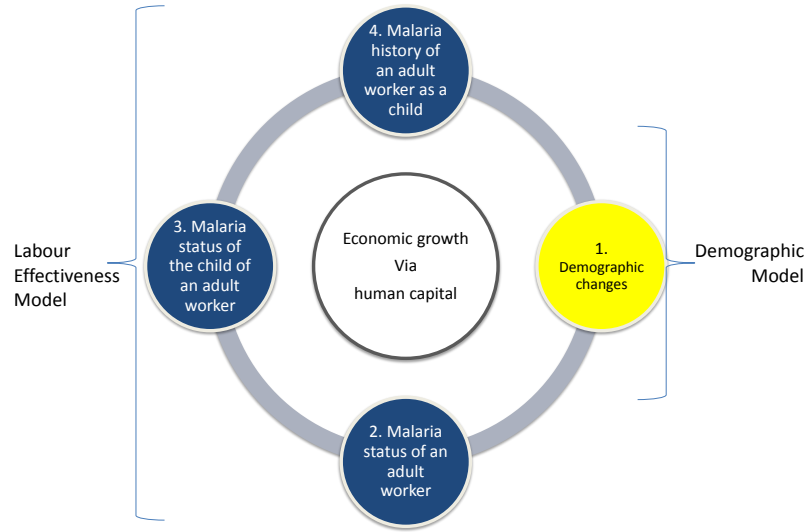 4. Malaria
history of
an adult
worker as a
child
3. Malaria
status of
the child of
an adult
worker
Economic growth
Via
human capital
1.
Demographic
changes
2. Malaria
status of an
adult
worker
Labour
Effectiveness
Model
Demographic
Model